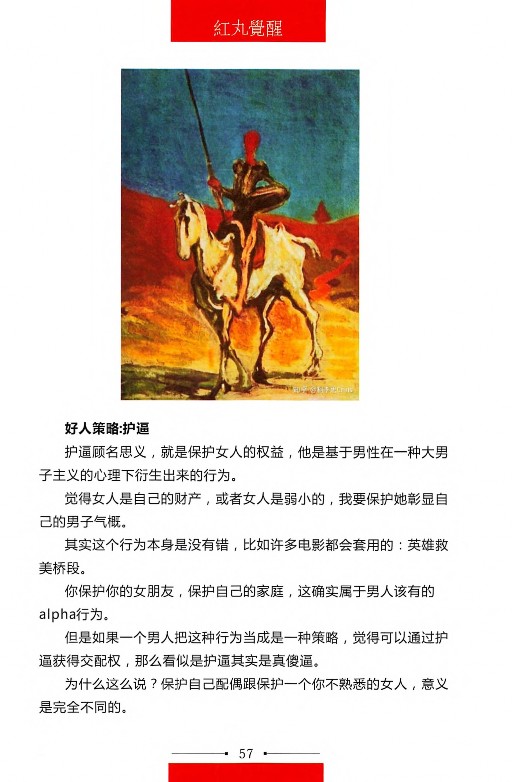 紅丸覺醒
好人策略:护逼
护逼顾名思义，就是保护女人的权益，他是基于男性在一种大男
子主义的心理下衍生出来的行为。
觉得女人是自己的财产，或者女人是弱小的，我要保护她彰显自
己的男子气概。
其实这个行为本身是没有错，比如许多电影都会套用的：英雄救
美桥段。
你保护你的女朋友，保护自己的家庭，这确实属于男人该有的
alpha行为。
但是如果一个男人把这种行为当成是一种策略，觉得可以通过护
逼获得交配权，那么看似是护逼其实是真傻逼。
为什么这么说？保护自己配偶跟保护一个你不熟悉的女人，意义
是完全不同的。
57